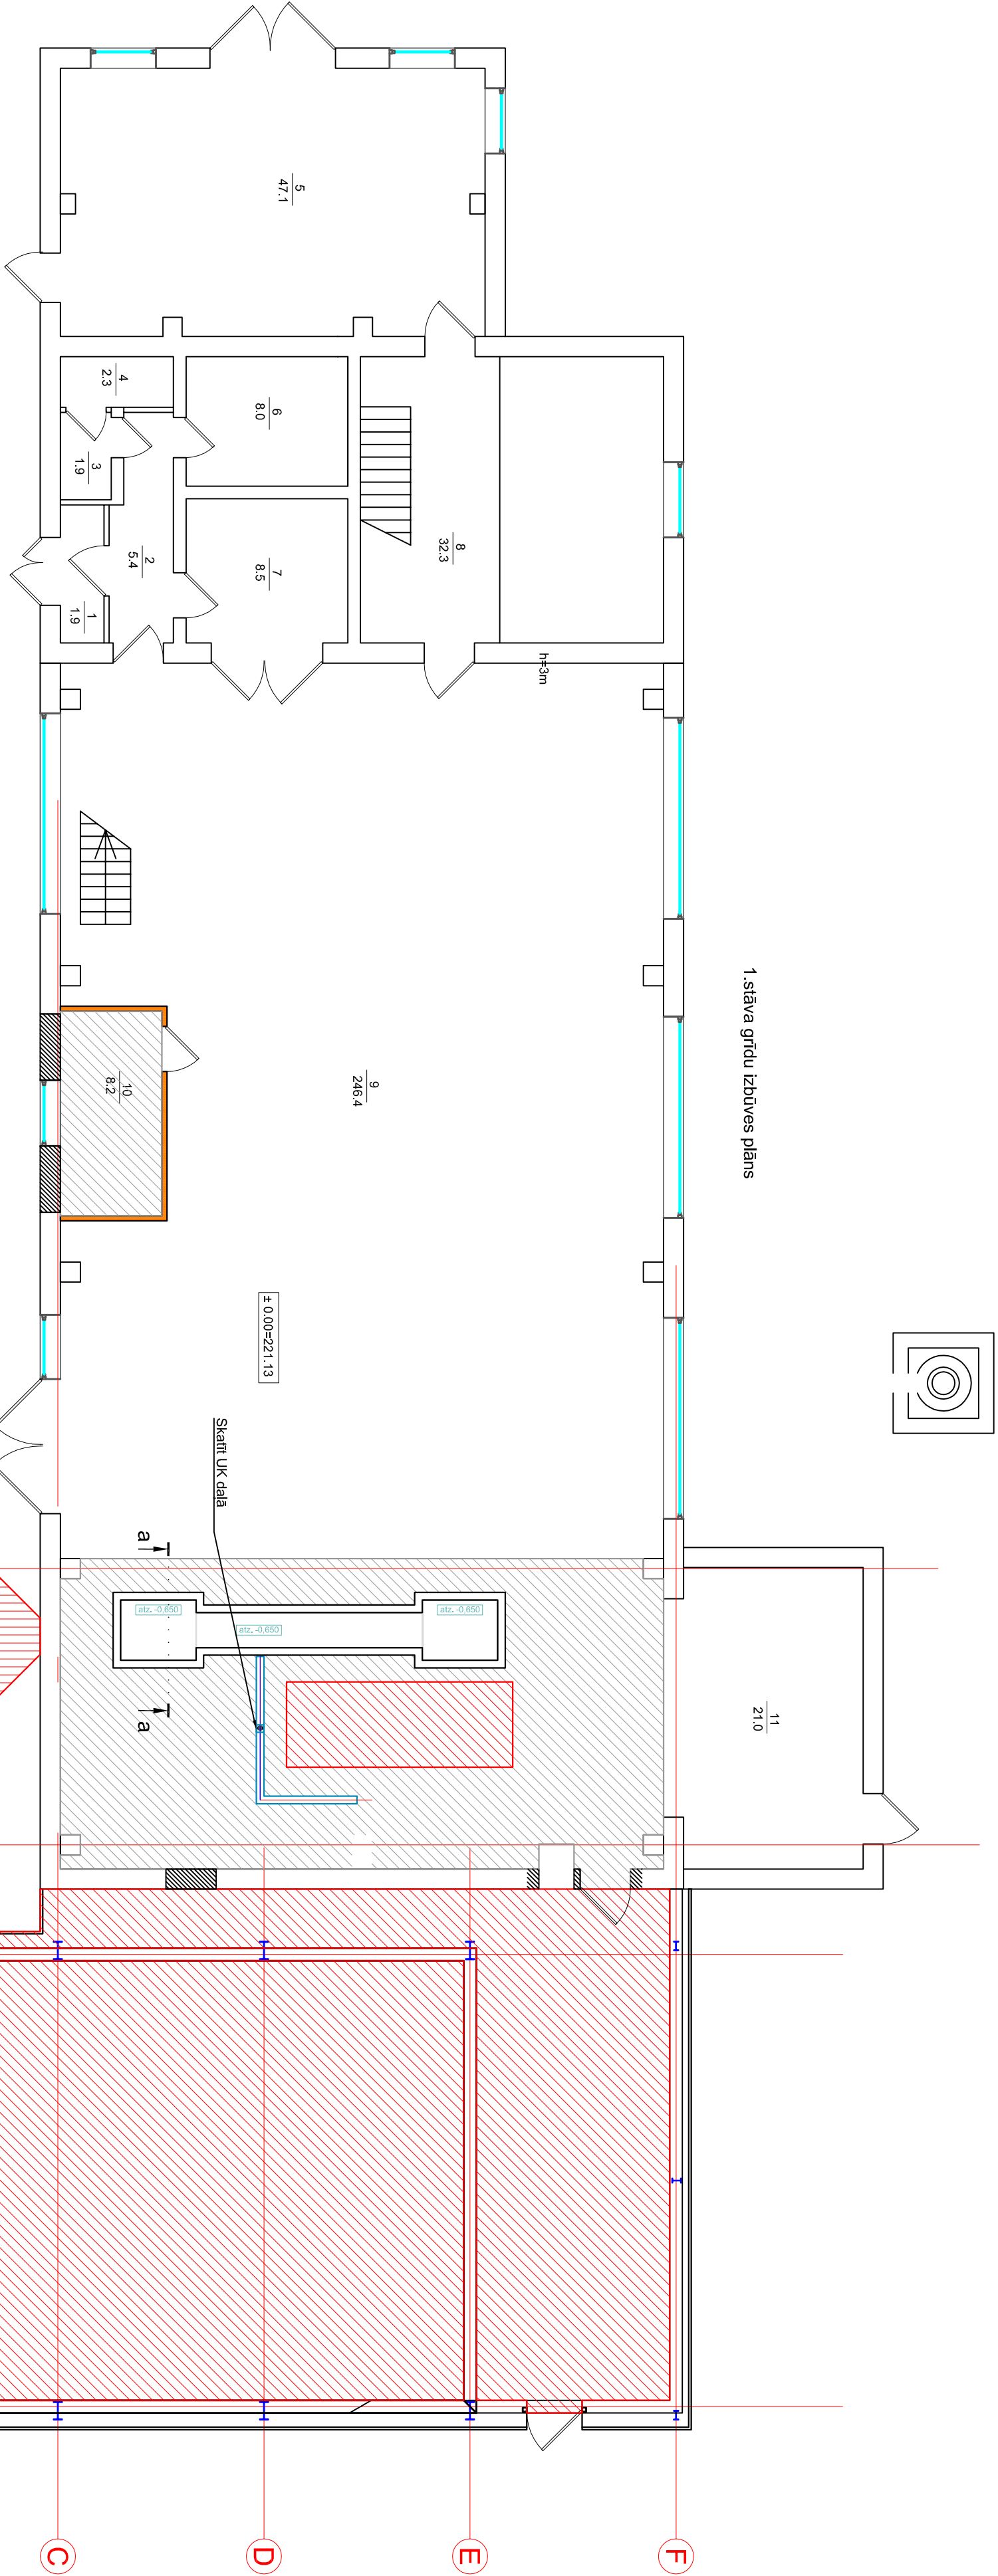 1.stāva grīdu izbūves plāns
5
47.1
4
2.3
3
1.9
6
8.0
2
5.4
1
1.9
7
8.5
8
32.3
h=3m
9
246.4
10
8.2
± 0.00=221.13
Skatīt UK daļā
a
a
atz. -0,650
atz. -0,650
atz. -0,650
11
21.0
C
D
E
F